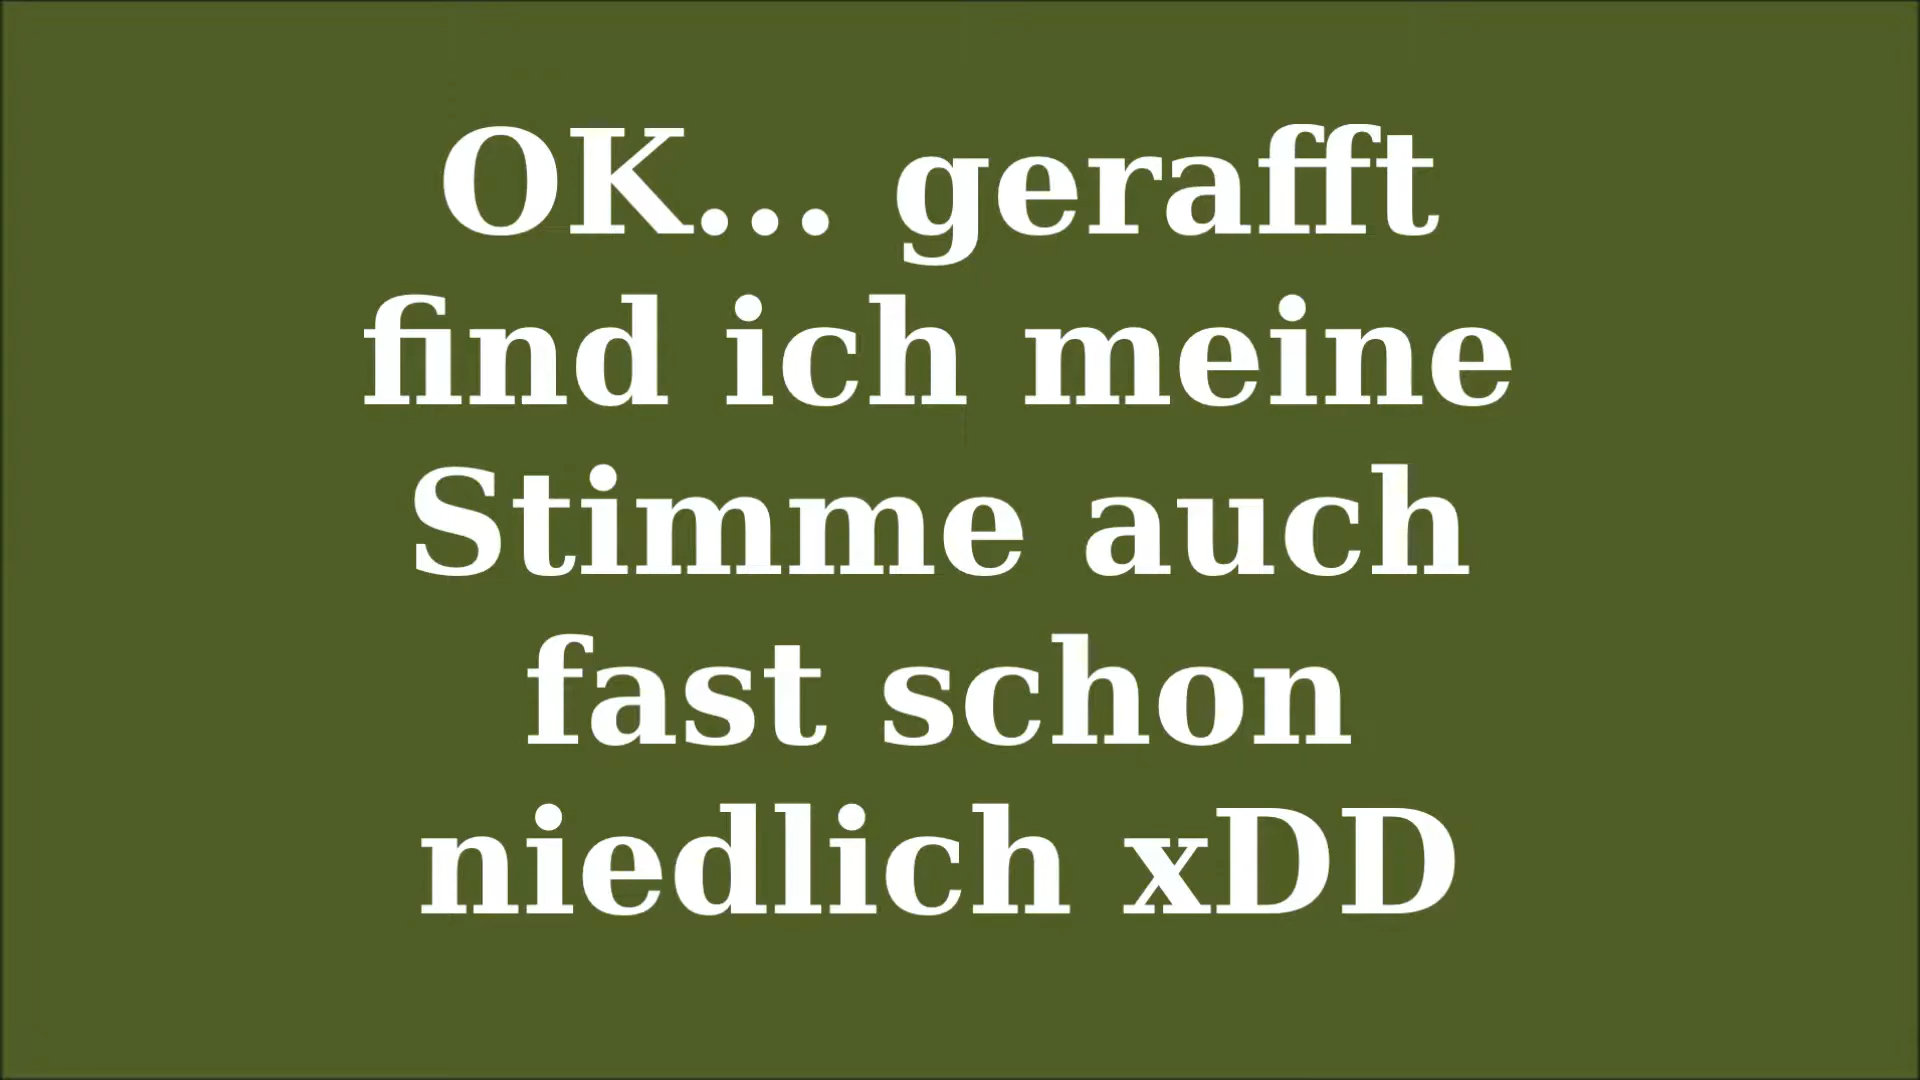 OK... gerafft
find ich meine
Stimme auch
fast schon
niedlich xDD